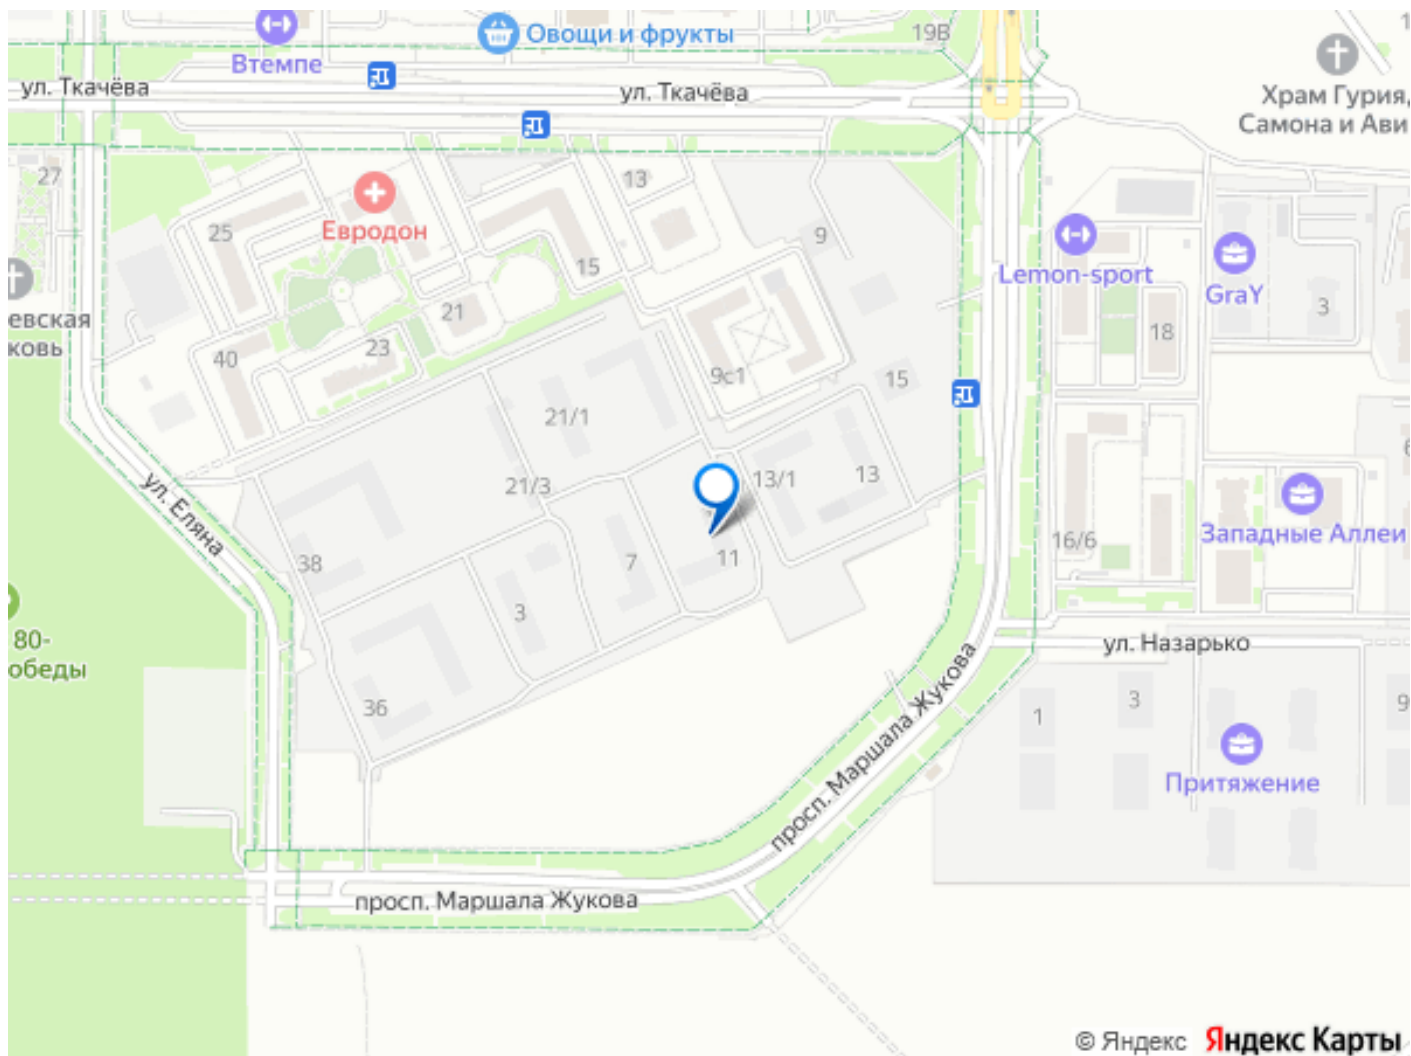 19В
Овощи и фрукты
Втемпе
ул. Ткачёва
ул. Ткачёва
Храм Гурия,
Самона и Ави
27
13
25
Евродон
9
15
Lemon-sport
GraY
21
3
евская
ковь
18
40
23
9с1
15
21/1
21/3
13/1
13
ул. Еляна
Западные Аллеи
16/6
38
7
11
3
80-
обеды
ул. Назарько
36
просп. Маршала Жукова
1
3
9
Притяжение
просп. Маршала Жукова
© Яндекс Яндекс Карты